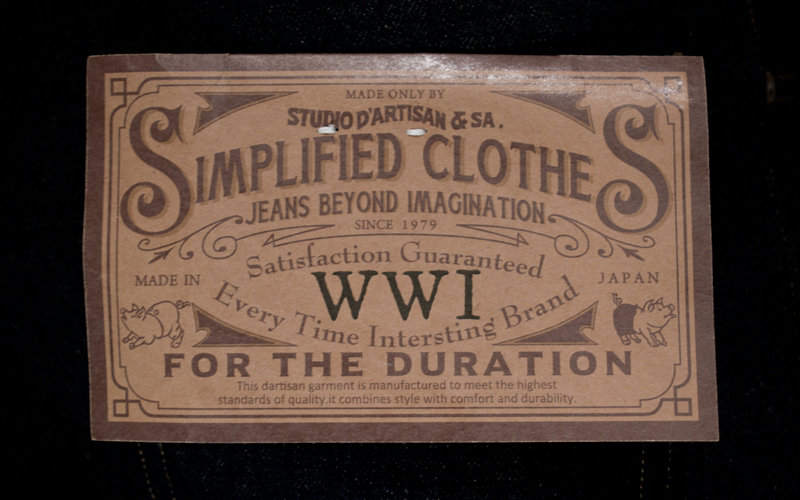 MADE ONLY BY
STUDIO D'ARTISAN & SA.
SIMPLIFIED CLOTHES
JEANS BEYOND IMAGINATION
SINCE 1979
Satisfaction Guaranteed
MADE IN WWI JAPAN
Every Time Intersting Brand
FOR THE DURATION
This dartisan garment is manufactured to meet the highest
standards of quality.it combines style with comfort and durability.